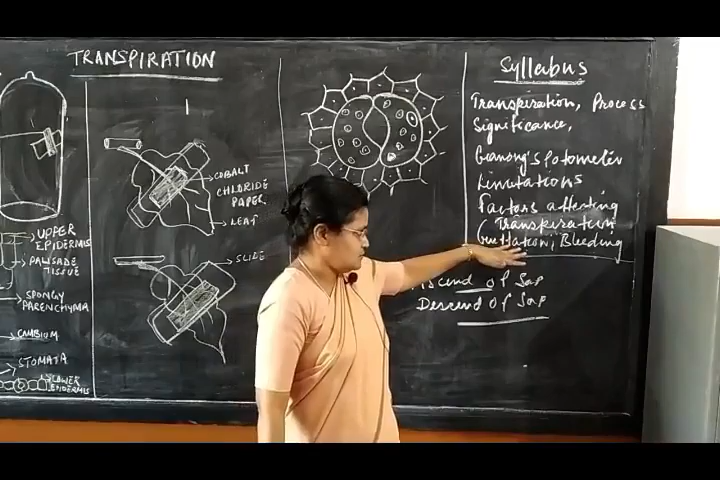 TRANSPIRATION
UPPER
EPIDERMIS
PALISADE
TISSUE
SPONGY
PARENCHYMA
CAMBIUM
STOMATA
LOWER
EPIDERMIS
COBALT
CHLORIDE
PAPER
LEAF
SLIDE
Syllabus
Transpiration, Process
Significance,
Ganong's Potometer
Limitations
Factors affecting
Transpiration
Guttation, Bleeding
Ascend of Sap
Descend of Sap